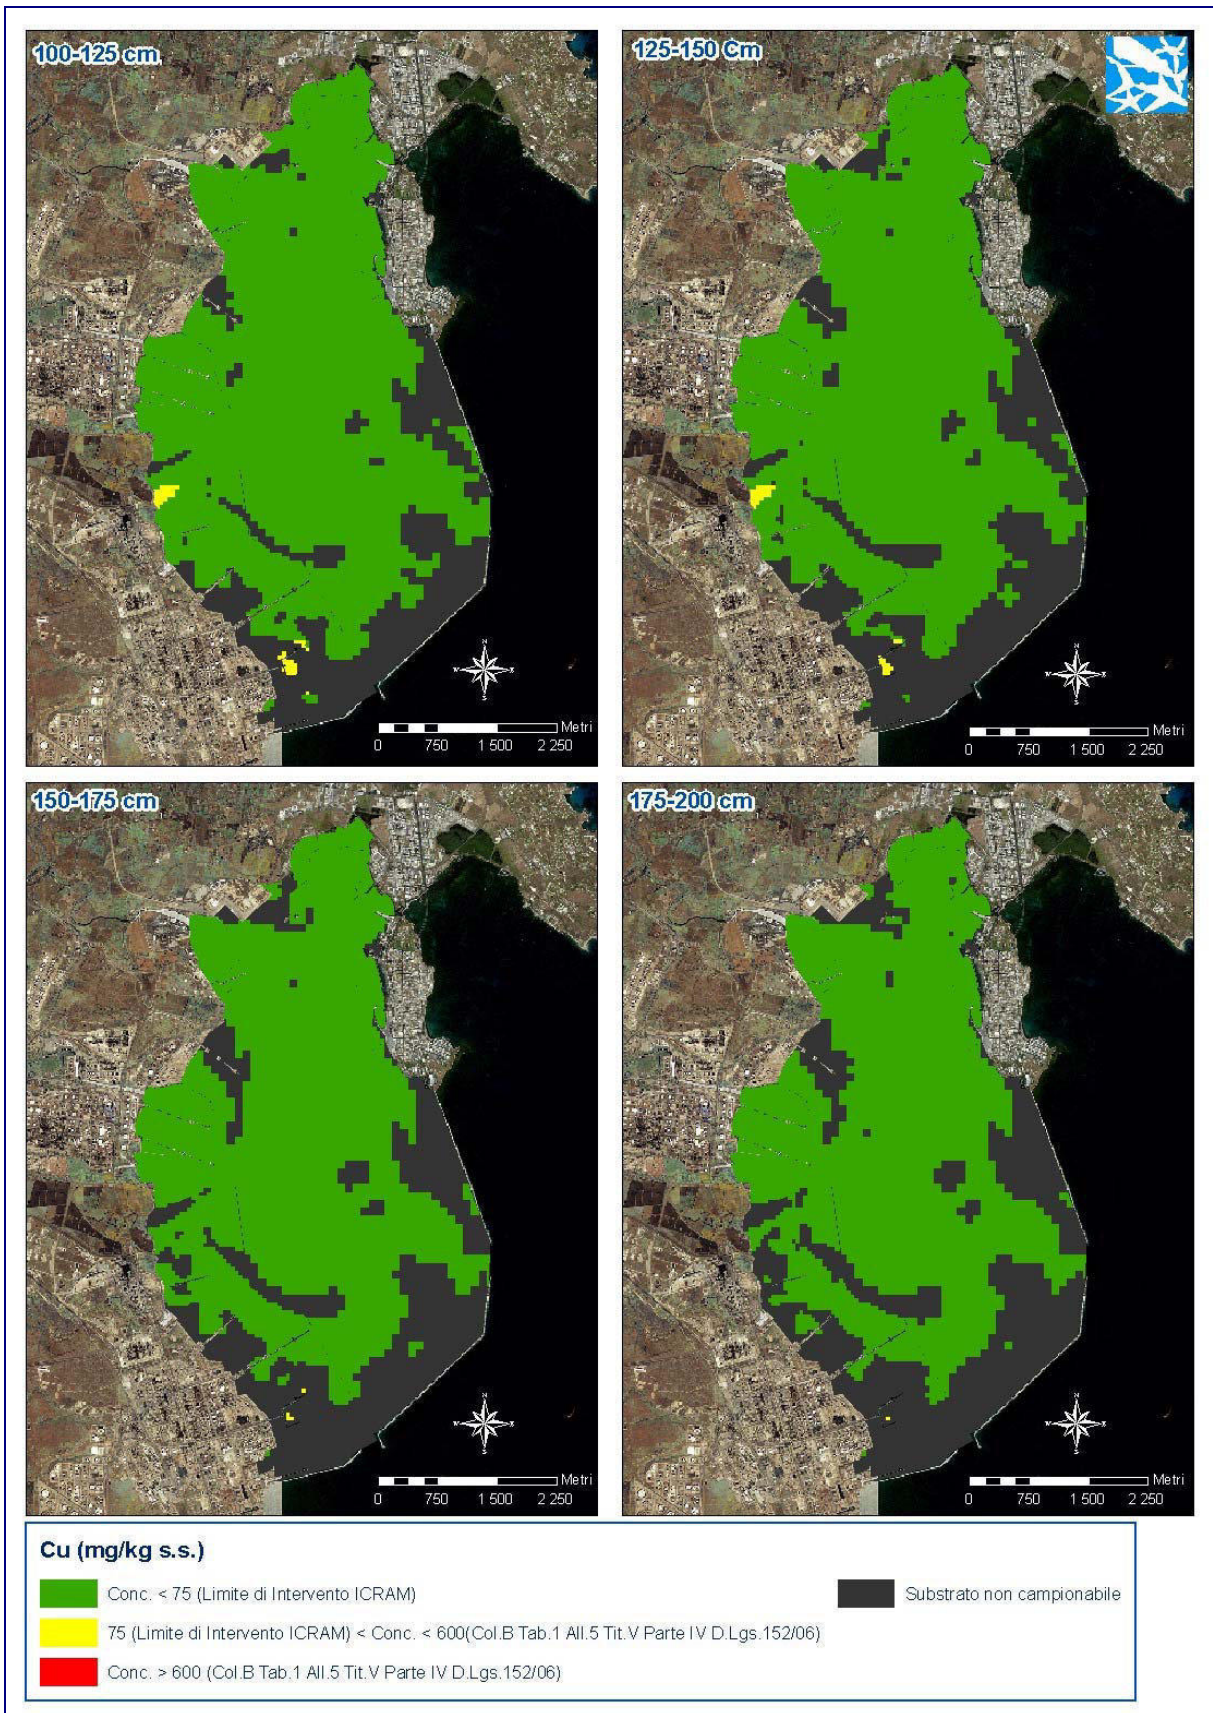 100-125 cm
125-150 Cm
N
W E
S
Metri
0 750 1 500 2 250
N
W E
S
Metri
0 750 1 500 2 250
150-175 cm
175-200 cm
N
W E
S
Metri
0 750 1 500 2 250
N
W E
S
Metri
0 750 1 500 2 250
Cu (mg/kg s.s.)
Conc. < 75 (Limite di Intervento ICRAM)
Substrato non campionabile
75 (Limite di Intervento ICRAM) < Conc. < 600(Col.B Tab.1 All.5 Tit.V Parte IV D.Lgs.152/06)
Conc. > 600 (Col.B Tab.1 All.5 Tit.V Parte IV D.Lgs.152/06)